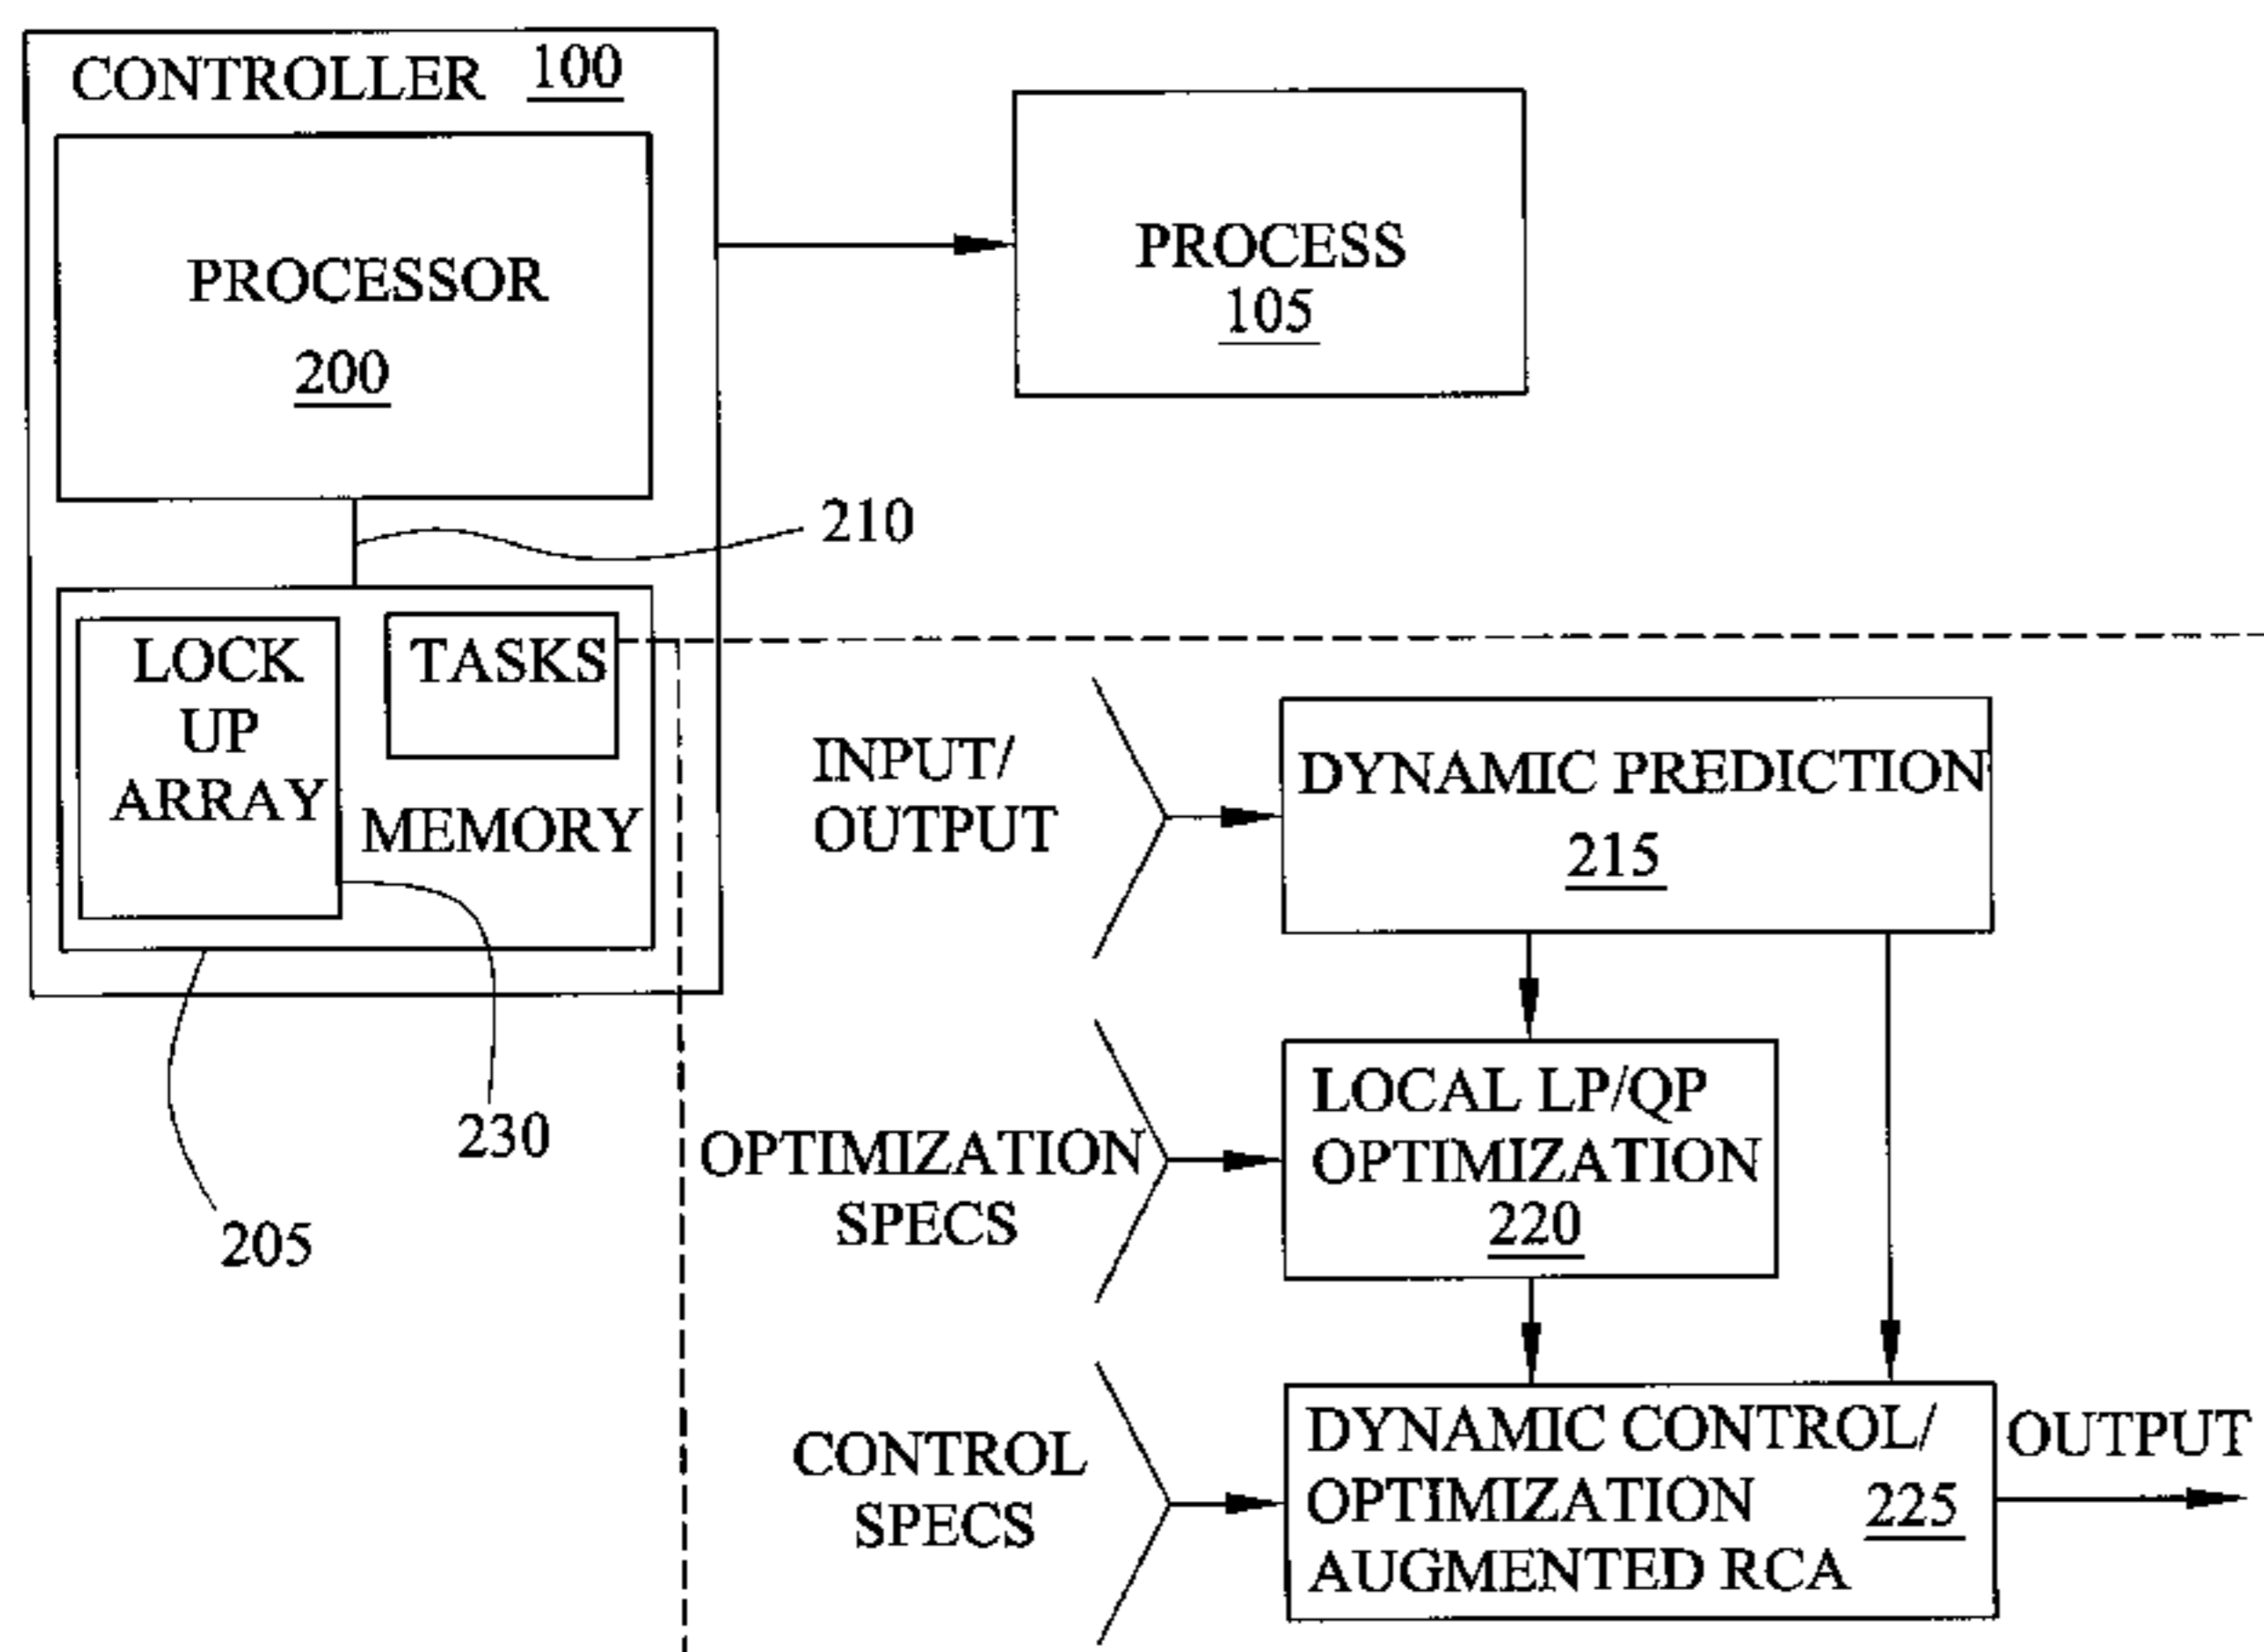 CONTROLLER 100
PROCESSOR
200
PROCESS
105
210
LOCK
UP
ARRAY
TASKS
MEMORY
230
205
INPUT/
OUTPUT
DYNAMIC PREDICTION
215
OPTIMIZATION
SPECS
LOCAL LP/QP
OPTIMIZATION
220
CONTROL
SPECS
DYNAMIC CONTROL/
OPTIMIZATION 225
AUGMENTED RCA
OUTPUT